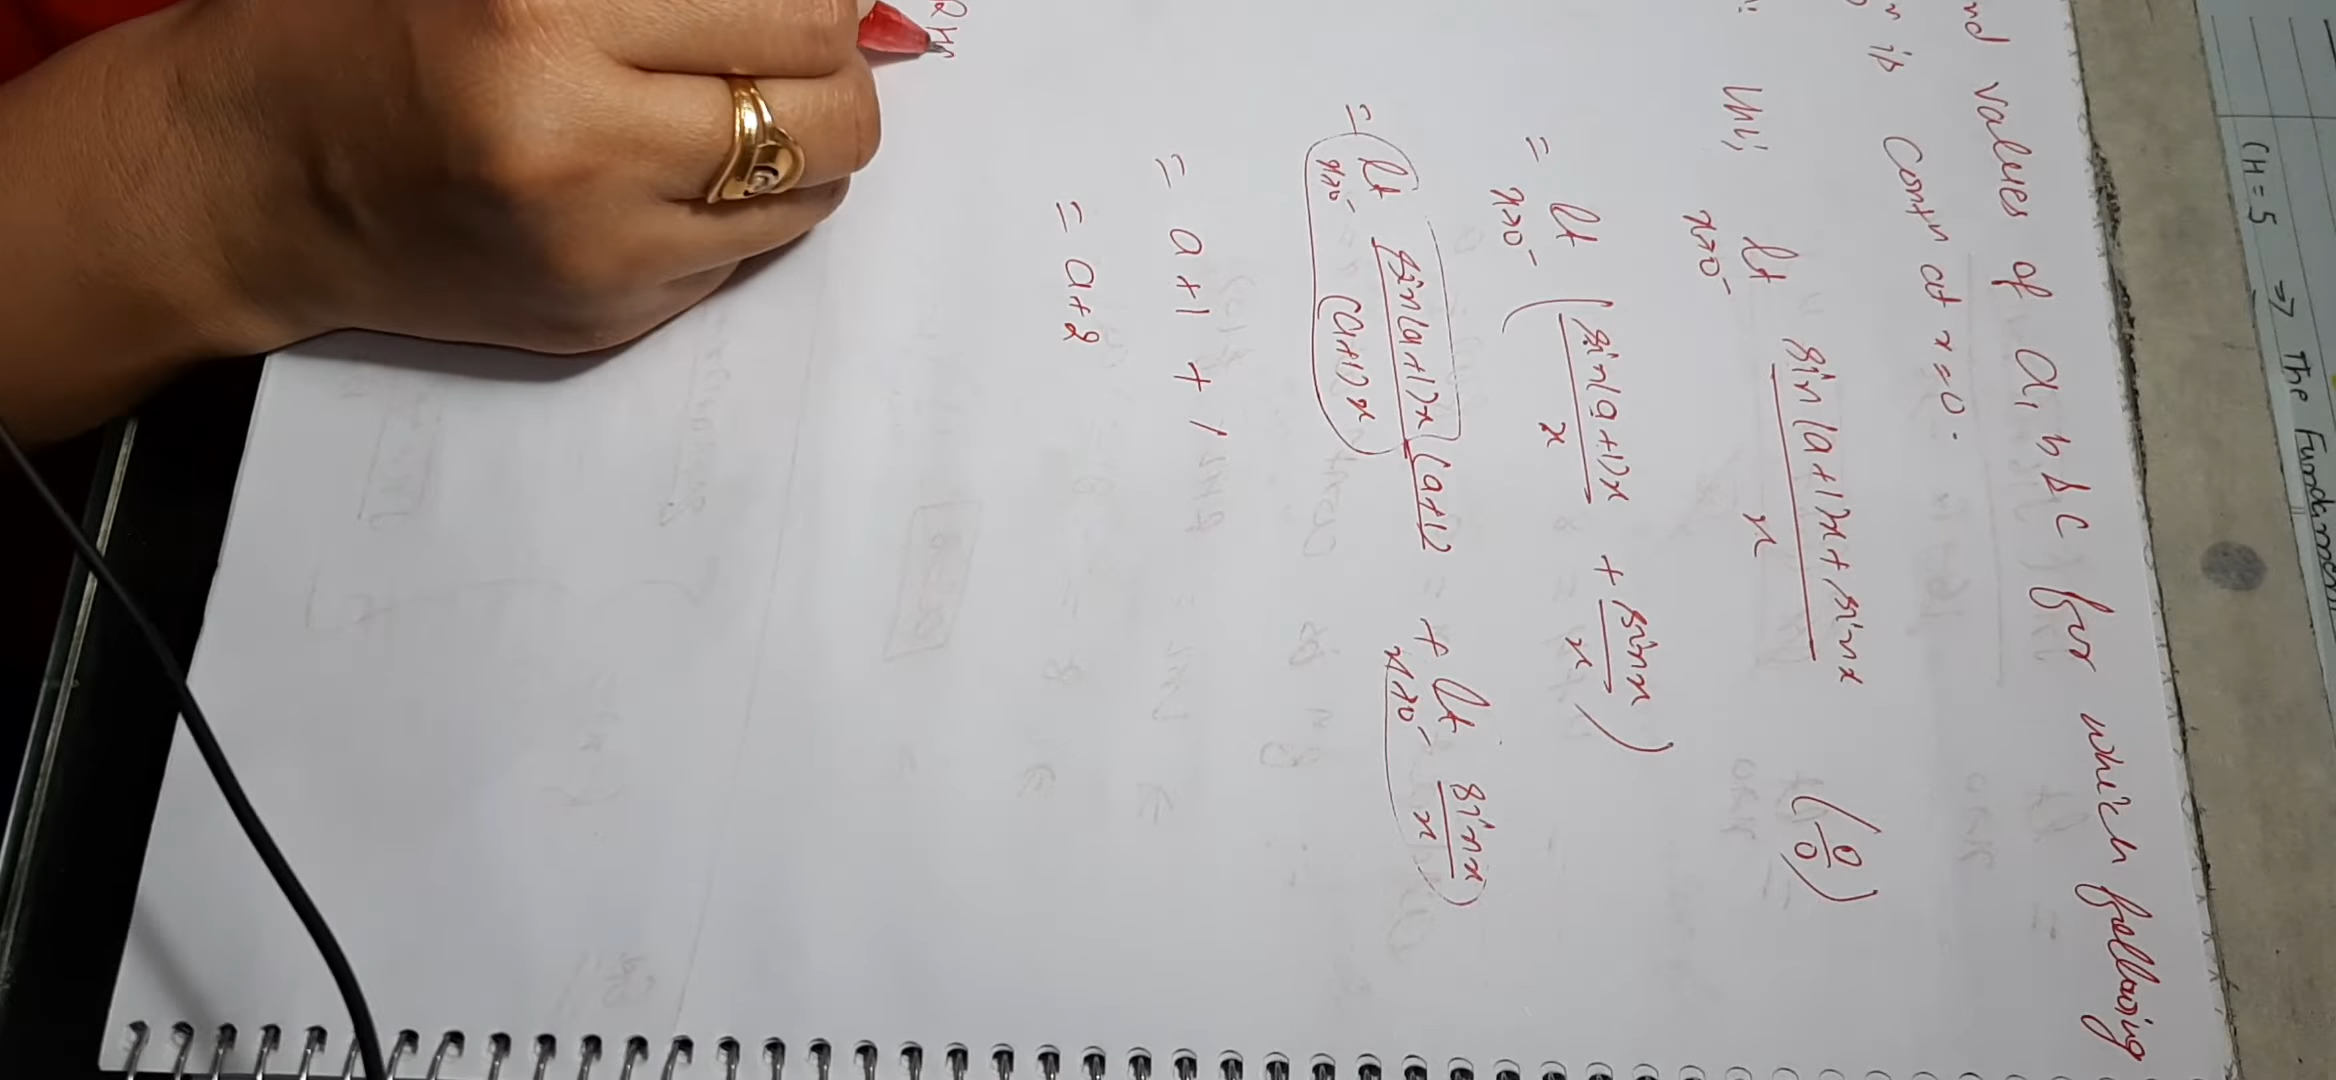 CH = 5 ⇒ The Fundamen
nd values of a, b & c for which following
n is contn at x = 0.
LHL; lt x→0⁻ sin(a+1)x + sinx / x (0/0)
= lt x→0⁻ ( sin(a+1)x / x + sinx / x )
= lt x→0⁻ sin(a+1)x (a+1) / (a+1)x + lt x→0⁻ sinx / x
= a+1 + 1
= a+2